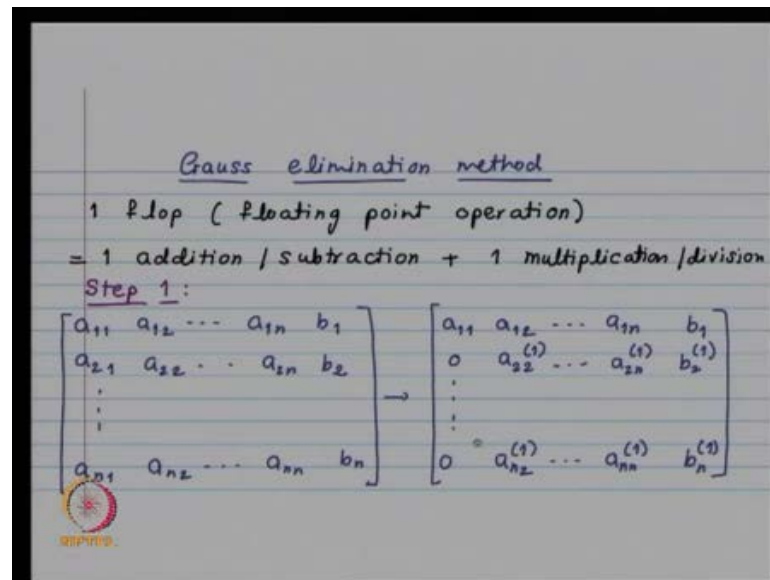 Gauss elimination method
1 flop ( floating point operation)
= 1 addition / subtraction + 1 multiplication /division
Step 1 :
[ a₁₁ a₁₂ ··· a₁ₙ b₁ ] [ a₁₁ a₁₂ ··· a₁ₙ b₁ ]
[ a₂₁ a₂₂ ·· a₂ₙ b₂ ] [ 0 a₂₂⁽¹⁾ ··· a₂ₙ⁽¹⁾ b₂⁽¹⁾ ]
⋮ → ⋮
[ aₙ₁ aₙ₂ ··· aₙₙ bₙ ] [ 0 aₙ₂⁽¹⁾ ··· aₙₙ⁽¹⁾ bₙ⁽¹⁾ ]
NPTEL